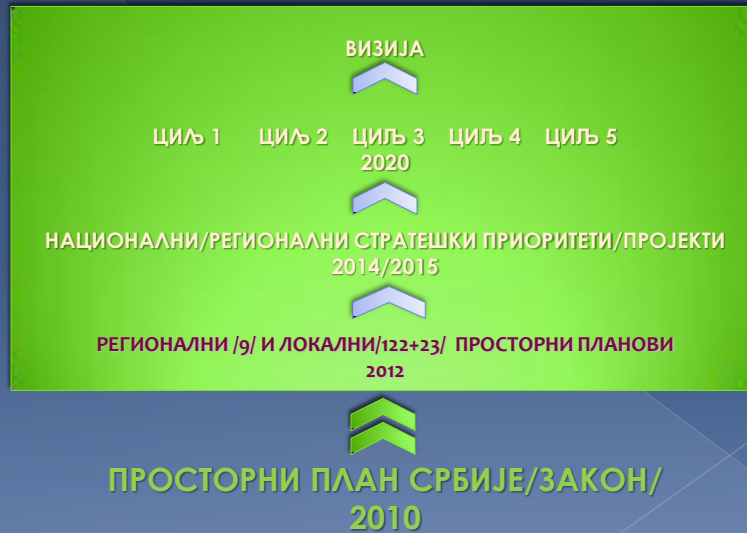 ВИЗИЈА
ЦИЉ 1 ЦИЉ 2 ЦИЉ 3 ЦИЉ 4 ЦИЉ 5
2020
НАЦИОНАЛНИ/РЕГИОНАЛНИ СТРАТЕШКИ ПРИОРИТЕТИ/ПРОЈЕКТИ
2014/2015
РЕГИОНАЛНИ /9/ И ЛОКАЛНИ/122+23/ ПРОСТОРНИ ПЛАНОВИ
2012
ПРОСТОРНИ ПЛАН СРБИЈЕ/ЗАКОН/
2010